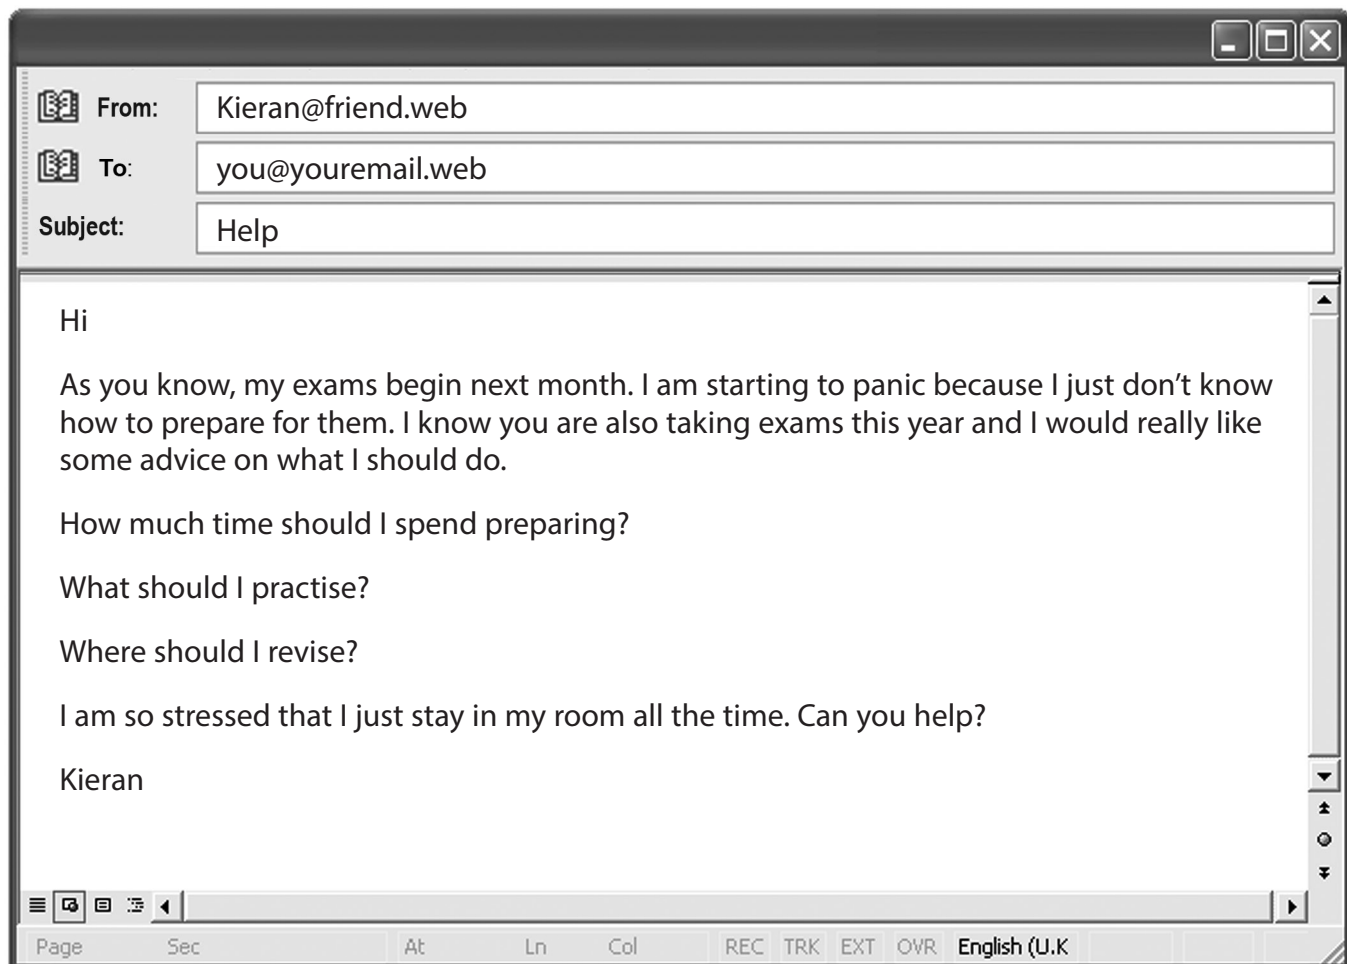 From: Kieran@friend.web
To: you@youremail.web
Subject: Help
Hi
As you know, my exams begin next month. I am starting to panic because I just don’t know
how to prepare for them. I know you are also taking exams this year and I would really like
some advice on what I should do.
How much time should I spend preparing?
What should I practise?
Where should I revise?
I am so stressed that I just stay in my room all the time. Can you help?
Kieran
Page Sec At Ln Col REC TRK EXT OVR English (U.K